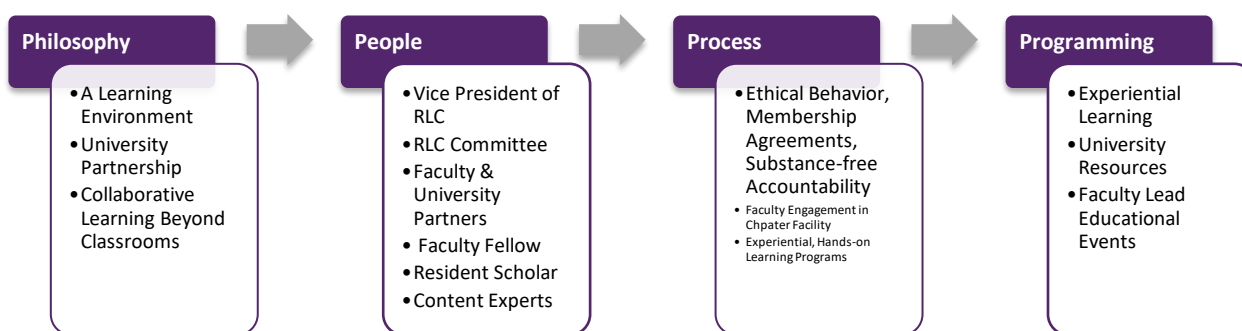 Philosophy
• A Learning
Environment
• University
Partnership
• Collaborative
Learning Beyond
Classrooms
People
• Vice President of
RLC
• RLC Committee
• Faculty &
University
Partners
• Faculty Fellow
• Resident Scholar
• Content Experts
Process
• Ethical Behavior,
Membership
Agreements,
Substance-free
Accountability
• Faculty Engagement in
Chpater Facility
• Experiential, Hands-on
Learning Programs
Programming
• Experiential
Learning
• University
Resources
• Faculty Lead
Educational
Events